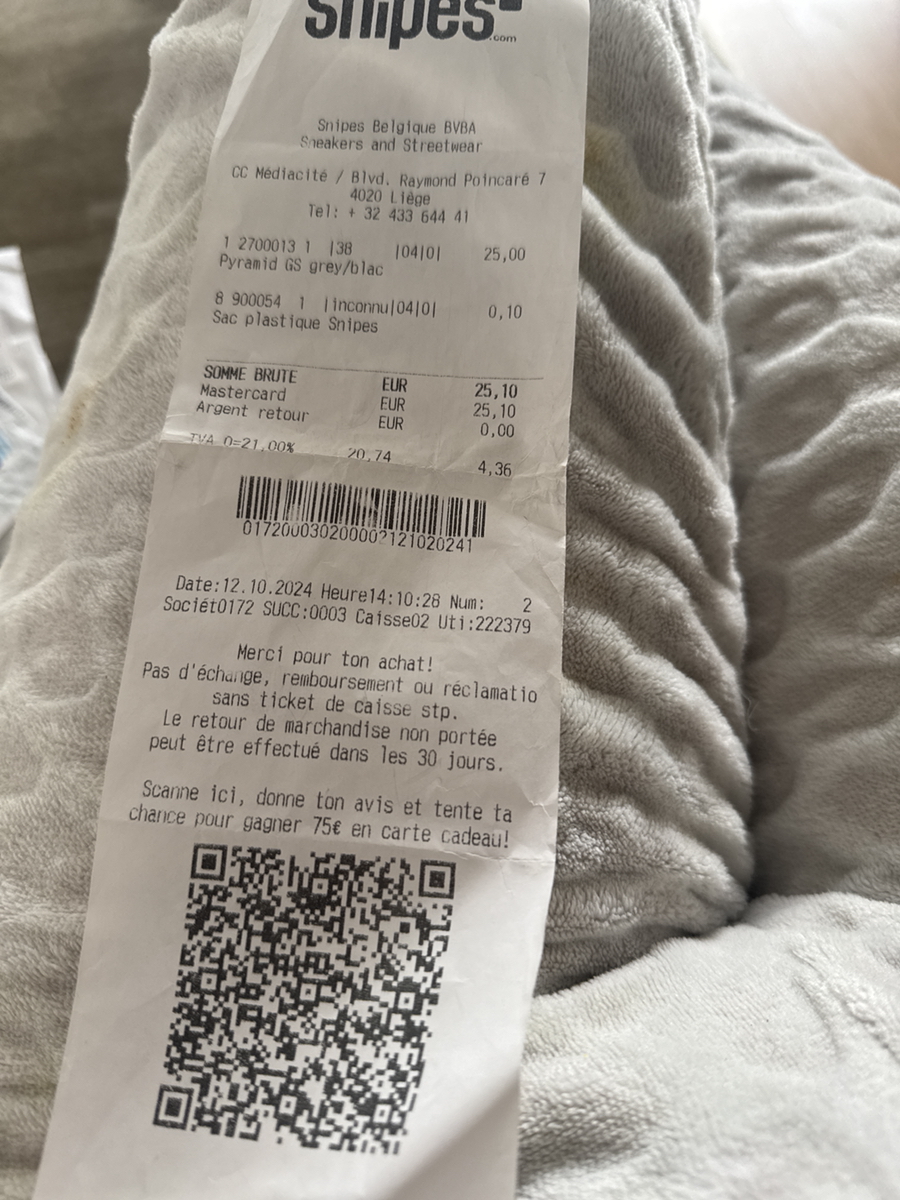 snipes
.com
Snipes Belgique BVBA
Sneakers and Streetwear
CC Médiacité / Blvd. Raymond Poincaré 7
4020 Liège
Tel: + 32 433 644 41
1 2700013 1 |38 |04|0| 25,00
Pyramid GS grey/blac
8 900054 1 |inconnu|04|0| 0,10
Sac plastique Snipes
SOMME BRUTE EUR 25,10
Mastercard EUR 25,10
Argent retour EUR 0,00
TVA 0=21,00% 20,74 4,36
017200030200002121020241
Date:12.10.2024 Heure14:10:28 Num: 2
Sociét0172 SUCC:0003 Caisse02 Uti:222379
Merci pour ton achat!
Pas d'échange, remboursement ou réclamatio
sans ticket de caisse stp.
Le retour de marchandise non portée
peut être effectué dans les 30 jours.
Scanne ici, donne ton avis et tente ta
chance pour gagner 75€ en carte cadeau!